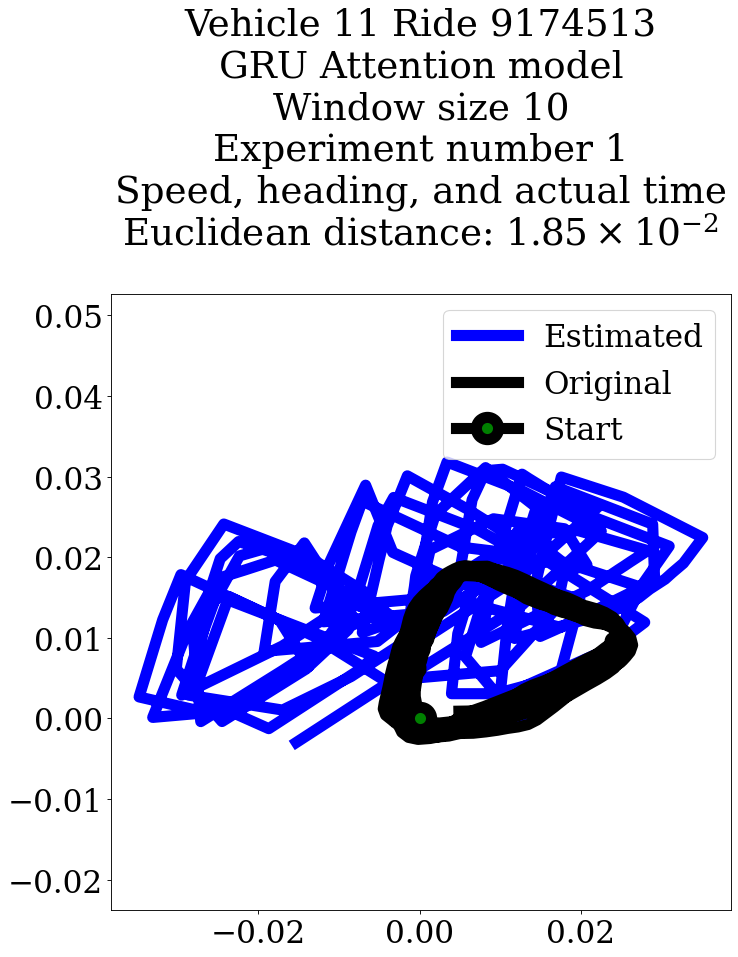 Vehicle 11 Ride 9174513
GRU Attention model
Window size 10
Experiment number 1
Speed, heading, and actual time
Euclidean distance: 1.85 × 10⁻²
Estimated
Original
Start
0.05
0.04
0.03
0.02
0.01
0.00
−0.01
−0.02
−0.02 0.00 0.02